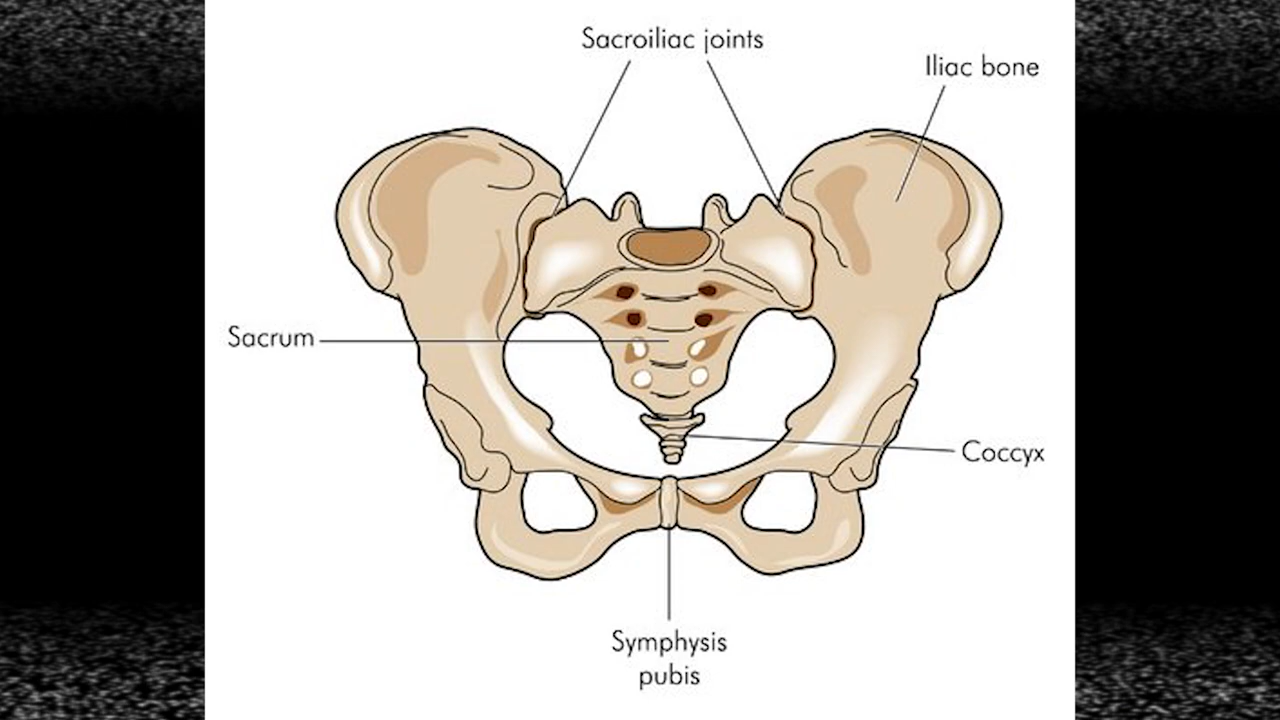 Sacroiliac joints
Iliac bone
Sacrum
Coccyx
Symphysis
pubis